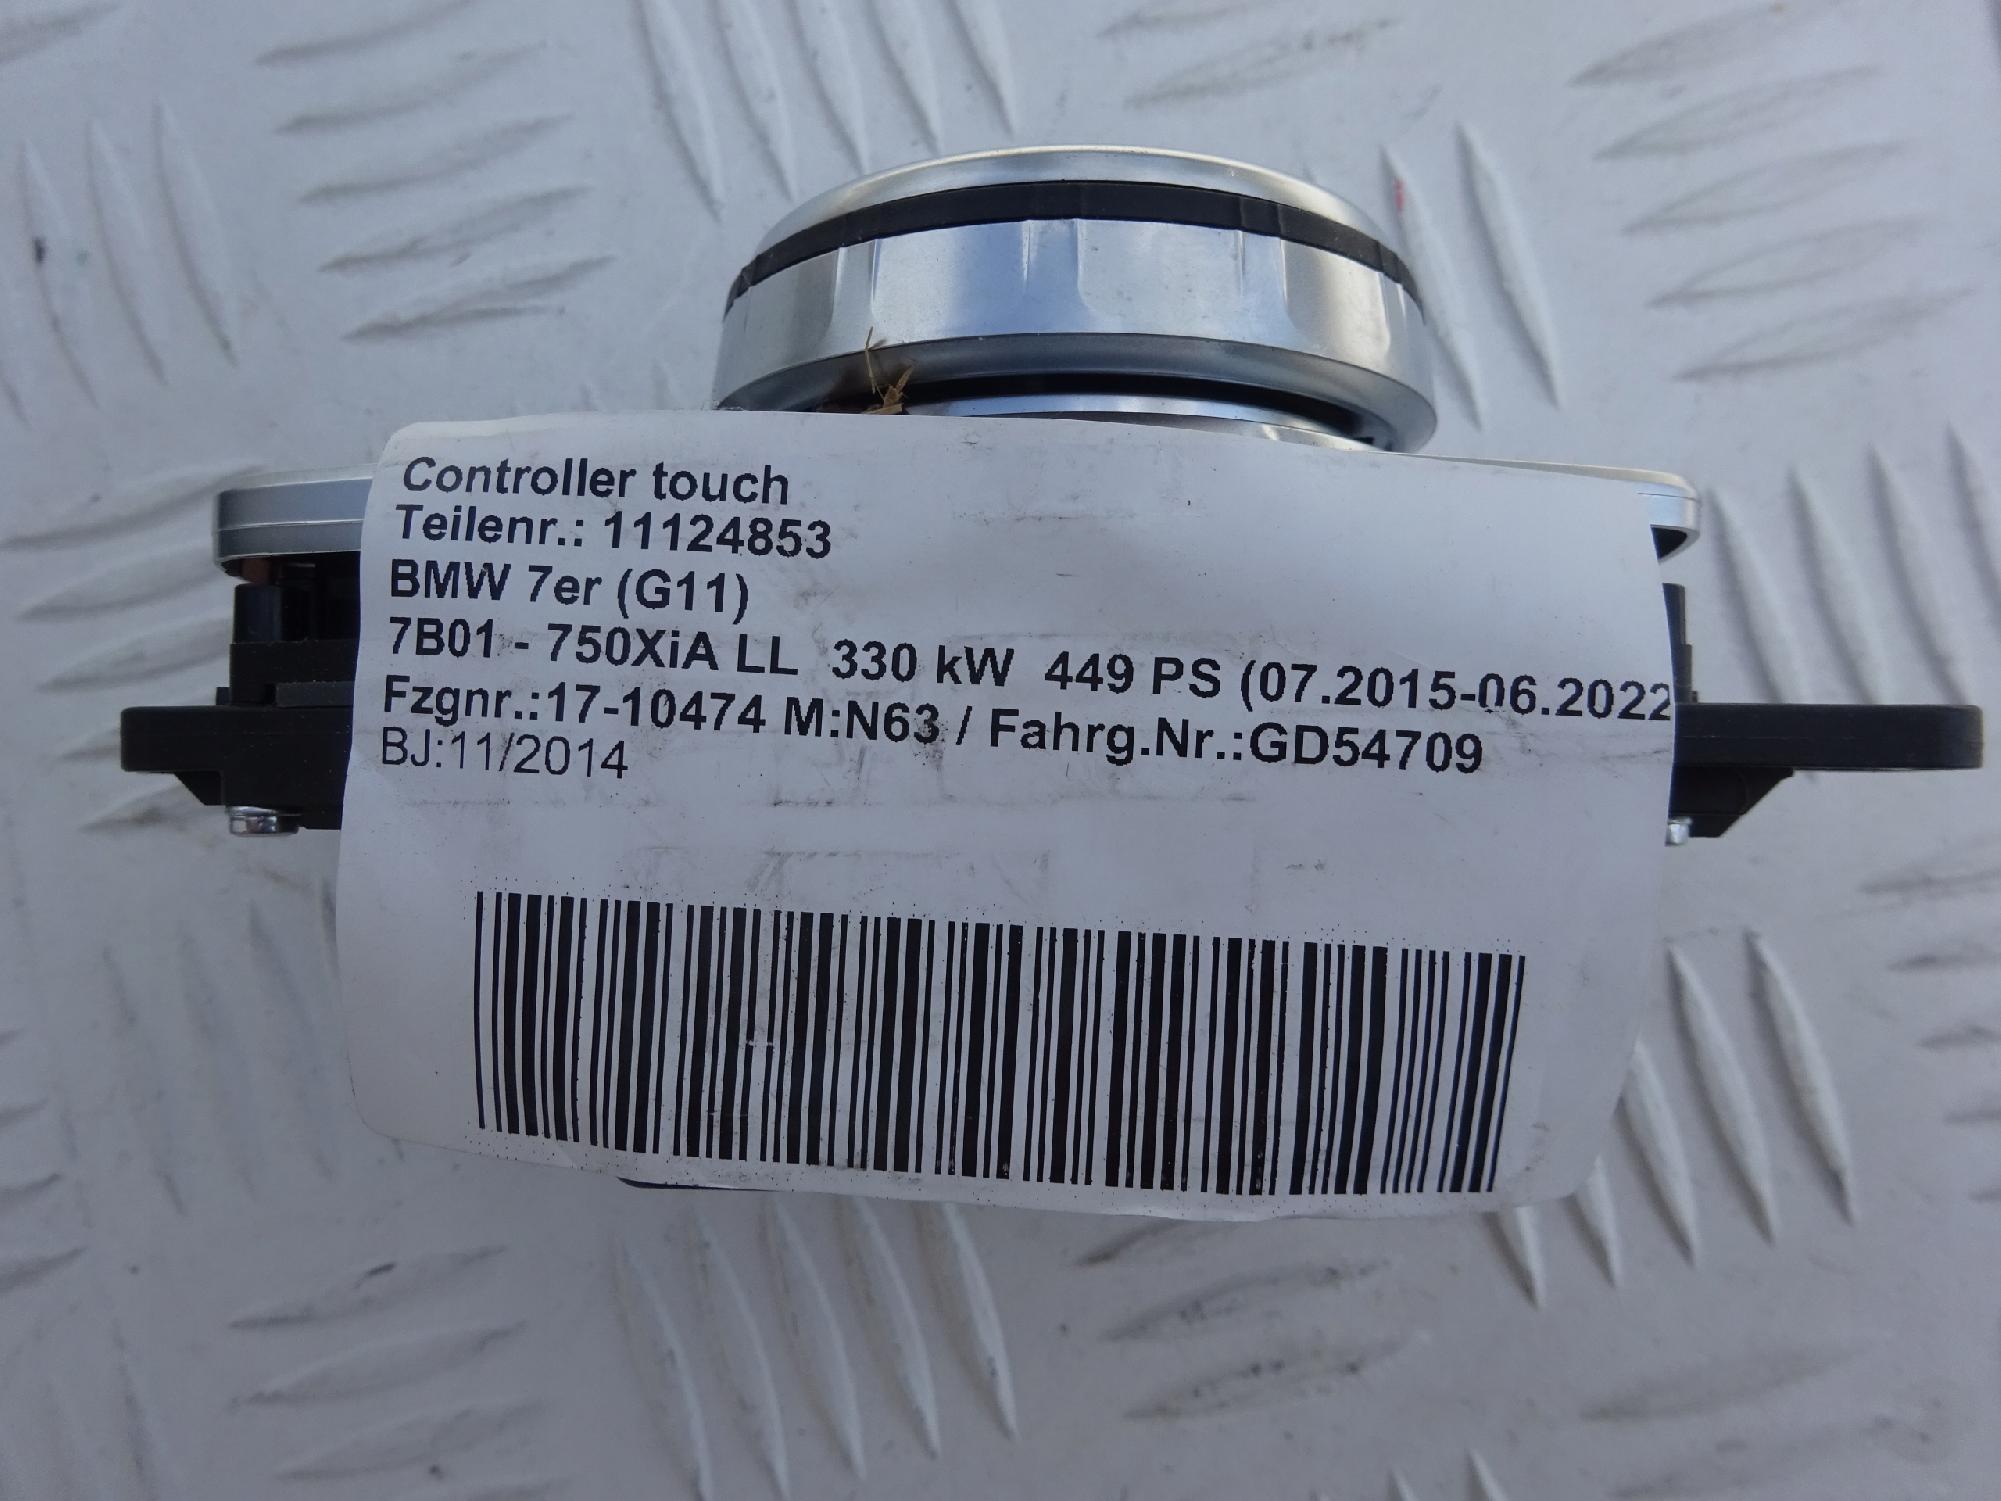 Controller touch
Teilenr.: 11124853
BMW 7er (G11)
7B01 - 750XiA LL 330 kW 449 PS (07.2015-06.2022
Fzgnr.:17-10474 M:N63 / Fahrg.Nr.:GD54709
BJ:11/2014